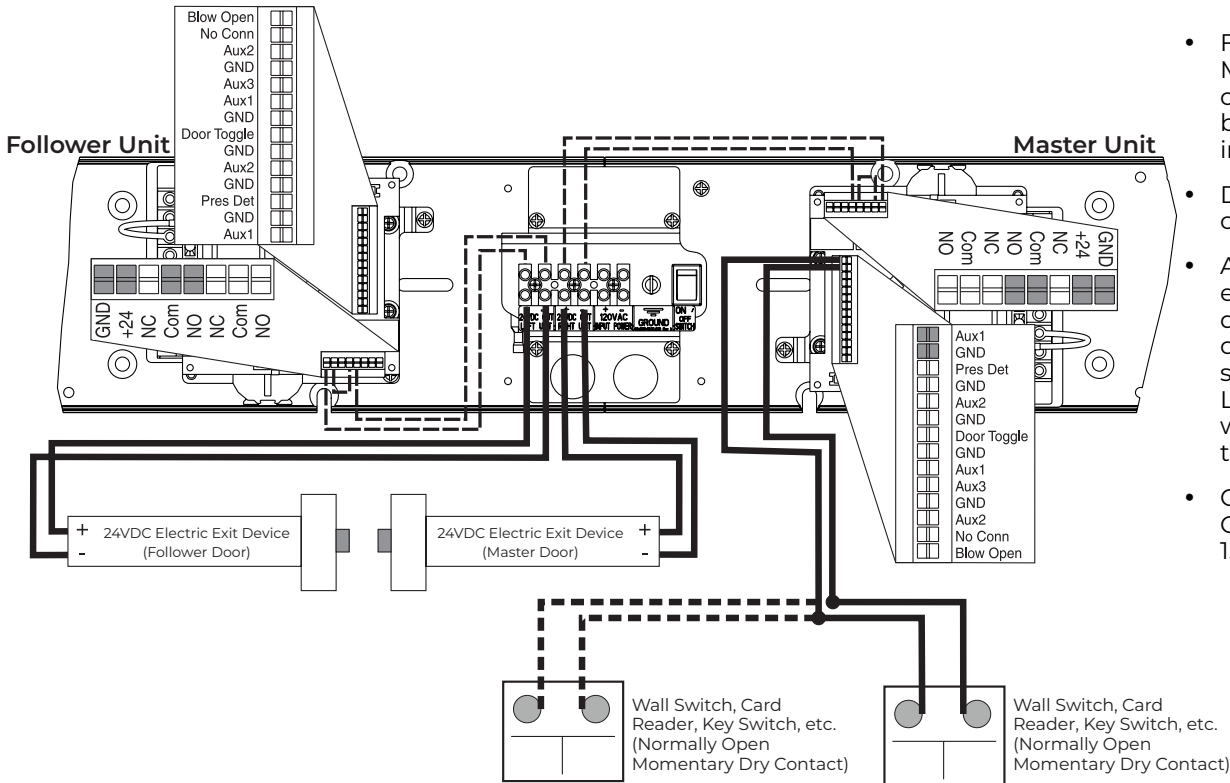 Blow Open
No Conn
Aux2
GND
Aux3
Aux1
GND
Door Toggle
GND
Aux2
GND
Pres Det
GND
Aux1
Follower Unit
Master Unit
GND
+24
NC
Com
NO
NC
Com
NO
NO
Com
NC
NO
Com
NC
+24
GND
120VAC
INPUT POWER
GROUND
ON /
OFF
SWITCH
Aux1
GND
Pres Det
GND
Aux2
GND
Door Toggle
GND
Aux1
Aux3
GND
Aux2
No Conn
Blow Open
+
24VDC Electric Exit Device
(Follower Door)
-
24VDC Electric Exit Device
(Master Door)
+
-
Wall Switch, Card
Reader, Key Switch, etc.
(Normally Open
Momentary Dry Contact)
Wall Switch, Card
Reader, Key Switch, etc.
(Normally Open
Momentary Dry Contact)